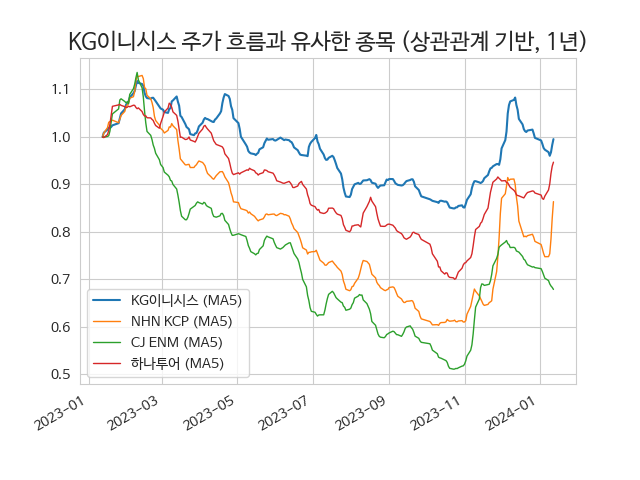 KG이니시스 주가 흐름과 유사한 종목 (상관관계 기반, 1년)
1.1
1.0
0.9
0.8
0.7
0.6
0.5
KG이니시스 (MA5)
NHN KCP (MA5)
CJ ENM (MA5)
하나투어 (MA5)
2023-01
2023-03
2023-05
2023-07
2023-09
2023-11
2024-01